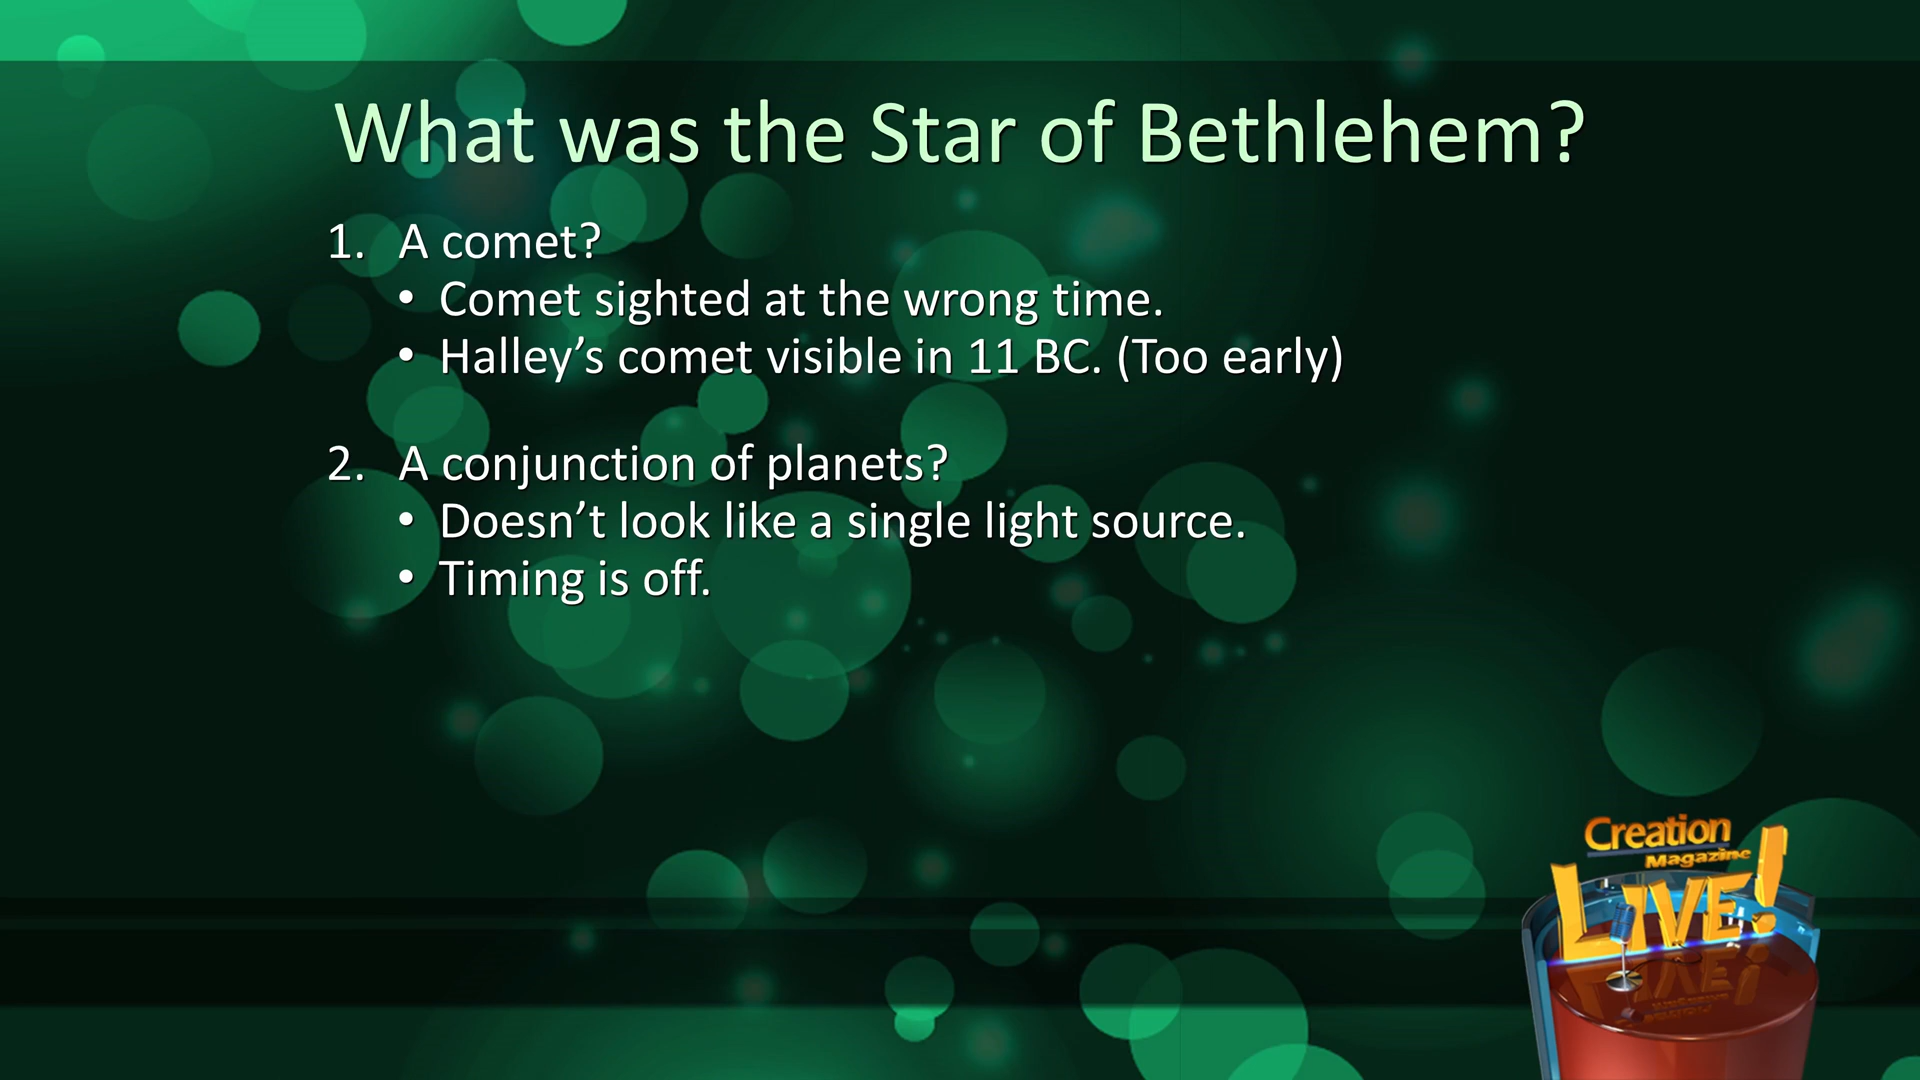 What was the Star of Bethlehem?
1. A comet?
• Comet sighted at the wrong time.
• Halley’s comet visible in 11 BC. (Too early)
2. A conjunction of planets?
• Doesn’t look like a single light source.
• Timing is off.
Creation
Magazine
LIVE!